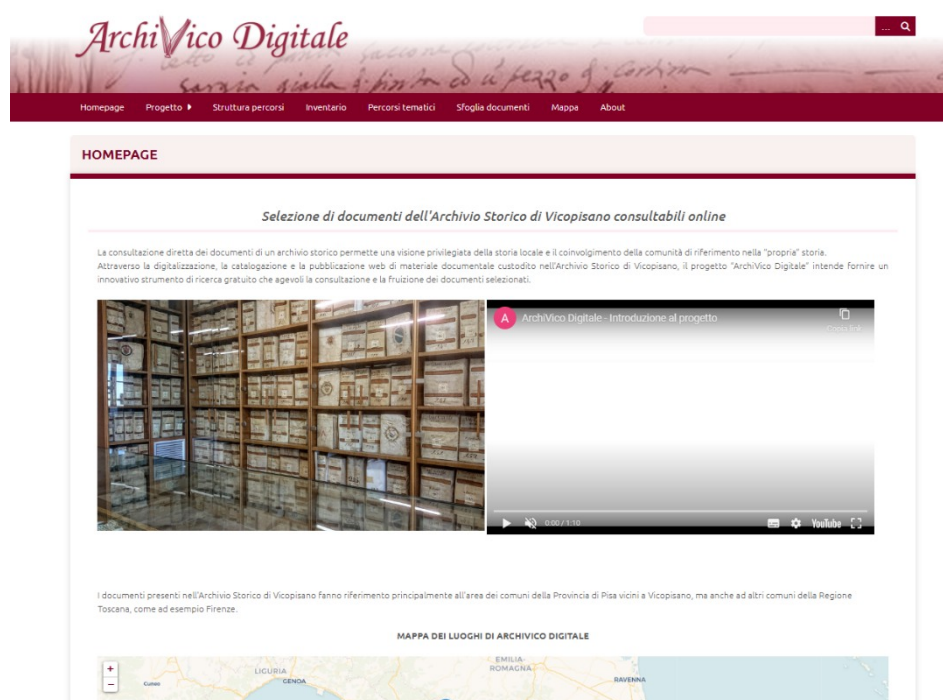 ArchiVico Digitale
...
Homepage Progetto Struttura percorsi Inventario Percorsi tematici Sfoglia documenti Mappa About
HOMEPAGE
Selezione di documenti dell'Archivio Storico di Vicopisano consultabili online
La consultazione diretta dei documenti di un archivio storico permette una visione privilegiata della storia locale e il coinvolgimento della comunità di riferimento nella "propria" storia.
Attraverso la digitalizzazione, la catalogazione e la pubblicazione web di materiale documentale custodito nell'Archivio Storico di Vicopisano, il progetto "ArchiVico Digitale" intende fornire un
innovativo strumento di ricerca gratuito che agevoli la consultazione e la fruizione dei documenti selezionati.
A ArchiVico Digitale - Introduzione al progetto
Copia link
0:00 / 1:10 YouTube
I documenti presenti nell'Archivio Storico di Vicopisano fanno riferimento principalmente all'area dei comuni della Provincia di Pisa vicini a Vicopisano, ma anche ad altri comuni della Regione
Toscana, come ad esempio Firenze.
MAPPA DEI LUOGHI DI ARCHIVICO DIGITALE
+
−
Cuneo
LIGURIA
GENOA
EMILIA-
ROMAGNA
RAVENNA